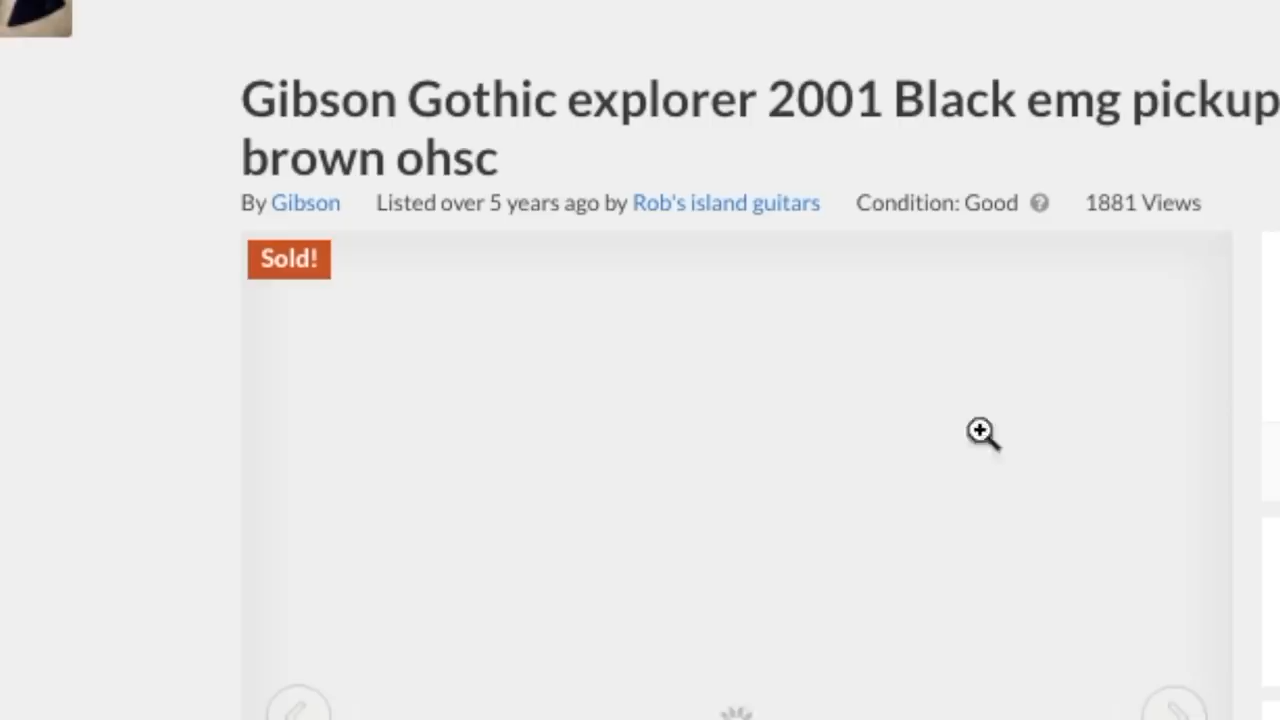 Gibson Gothic explorer 2001 Black emg pickup
brown ohsc
By Gibson Listed over 5 years ago by Rob's island guitars Condition: Good ? 1881 Views
Sold!